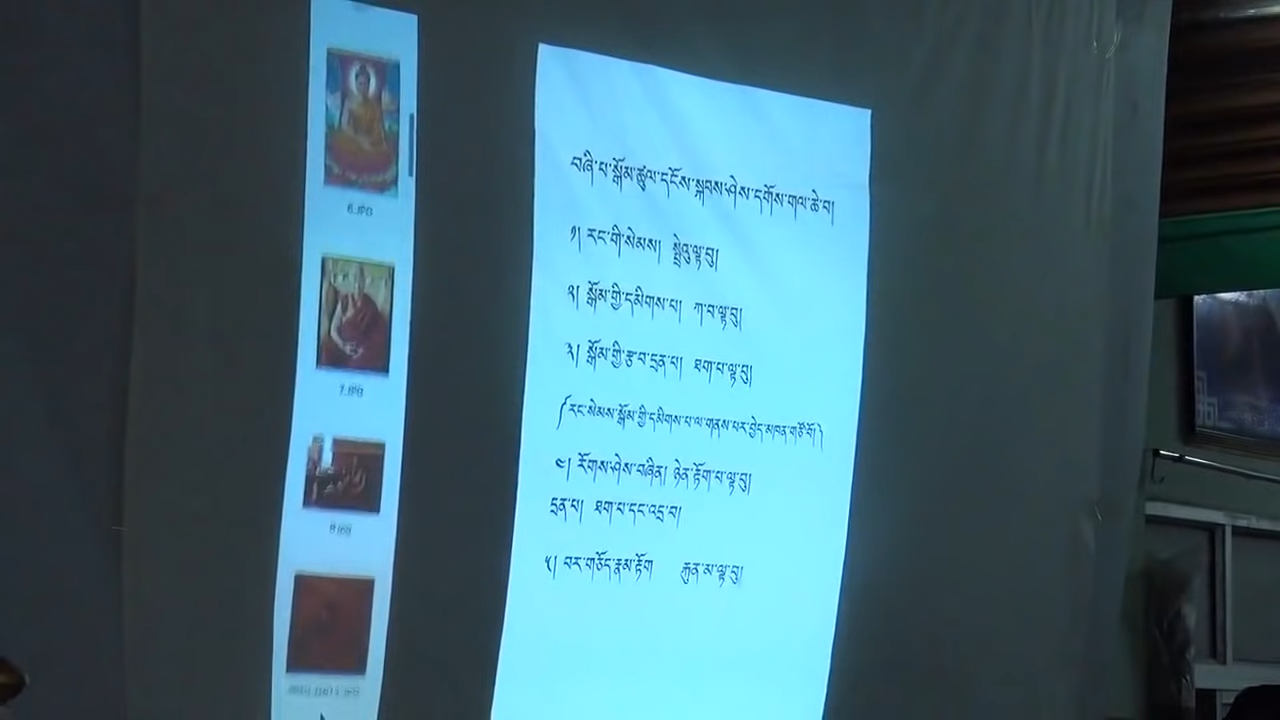 6.JPG
7.JPG
བཞི་པ་སྒོམ་ཚུལ་དངོས་སྐབས་ཤེས་དགོས་གལ་ཆེ་བ།
༡། རང་གི་སེམས། སྤྲེའུ་ལྟ་བུ།
༢། སྒོམ་གྱི་དམིགས་པ། ཀ་བ་ལྟ་བུ།
༣། སྒོམ་གྱི་རྩ་བ་དྲན་པ། ཐག་པ་ལྟ་བུ།
༼རང་སེམས་སྒོམ་གྱི་དམིགས་པ་ལ་གནས་པར་བྱེད་མཁན་གཙོ་བོ་༽
༤། རོགས་ཤེས་བཞིན། ཉེན་རྟོག་པ་ལྟ་བུ།
དྲན་པ། ཐག་པ་དང་འདྲ་བ།
༥། བར་གཅོད་རྣམ་རྟོག རྐུན་མ་ལྟ་བུ།